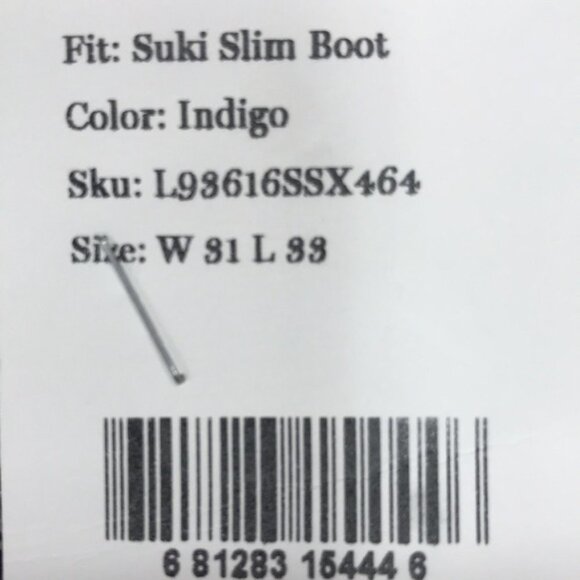 Fit: Suki Slim Boot
Color: Indigo
Sku: L93616SSX464
Size: W 31 L 33
6 81283 15444 6